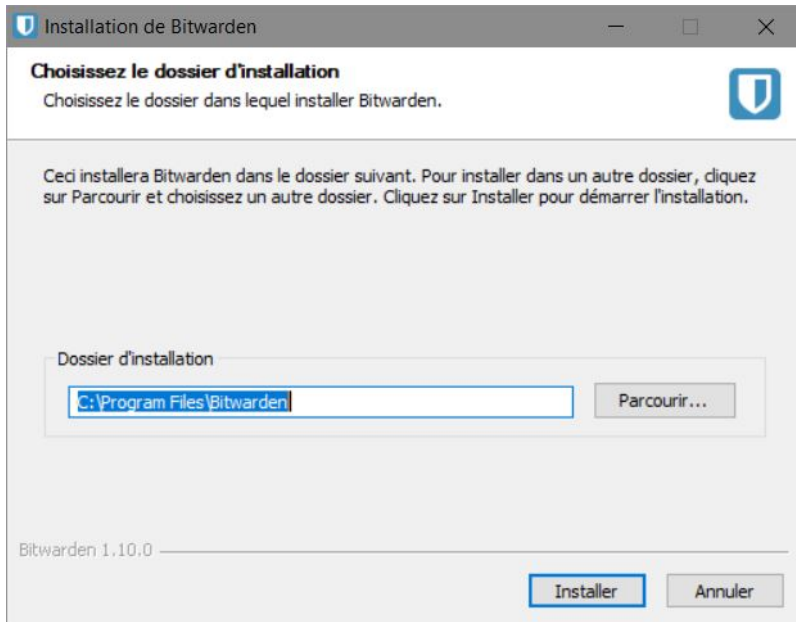 Installation de Bitwarden
Choisissez le dossier d'installation
Choisissez le dossier dans lequel installer Bitwarden.
Ceci installera Bitwarden dans le dossier suivant. Pour installer dans un autre dossier, cliquez
sur Parcourir et choisissez un autre dossier. Cliquez sur Installer pour démarrer l'installation.
Dossier d'installation
C:\Program Files\Bitwarden
Parcourir...
Bitwarden 1.10.0
Installer
Annuler